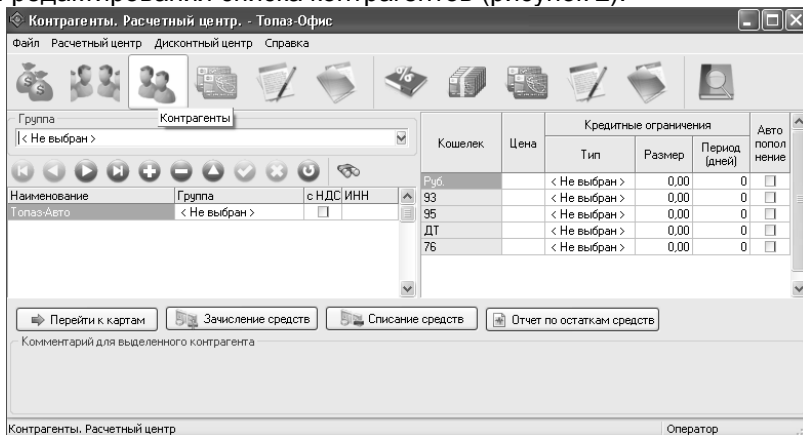 редактирования списка контрагентов (рисунок 2).
Контрагенты. Расчетный центр. - Топаз-Офис
Файл Расчетный центр Дисконтный центр Справка
Контрагенты
Группа
< Не выбран >
Наименование Группа с НДС ИНН
Топаз-Авто < Не выбран >
Кошелек Цена Кредитные ограничения Авто попол нение
Тип Размер Период (дней)
Руб. < Не выбран > 0,00 0
93 < Не выбран > 0,00 0
95 < Не выбран > 0,00 0
ДТ < Не выбран > 0,00 0
76 < Не выбран > 0,00 0
Перейти к картам Зачисление средств Списание средств Отчет по остаткам средств
Комментарий для выделенного контрагента
Контрагенты. Расчетный центр Оператор